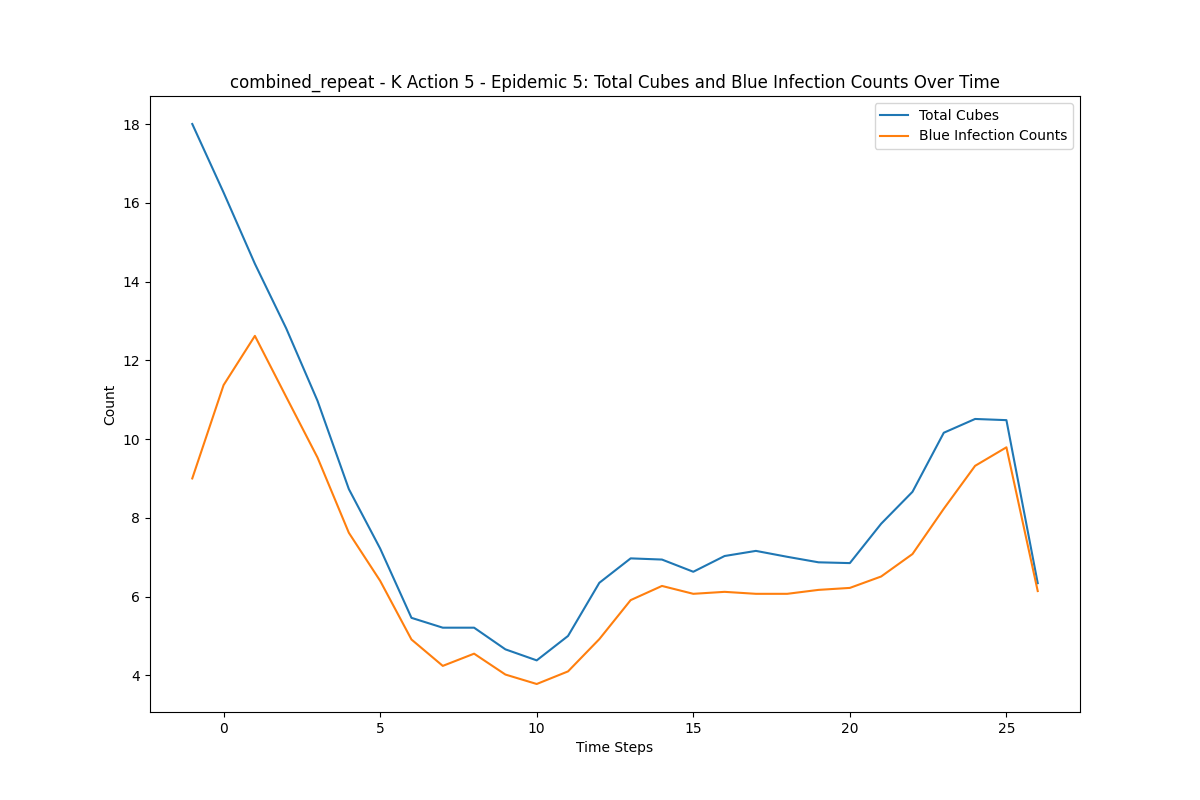 combined_repeat - K Action 5 - Epidemic 5: Total Cubes and Blue Infection Counts Over Time
Total Cubes
Blue Infection Counts
18
16
14
12
10
8
6
4
Count
0 5 10 15 20 25
Time Steps